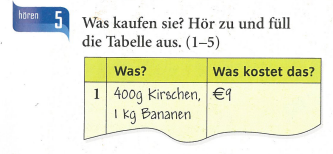 hören 5
Was kaufen sie? Hör zu und füll
die Tabelle aus. (1–5)
Was? Was kostet das?
1 400g Kirschen, €9
1 kg Bananen